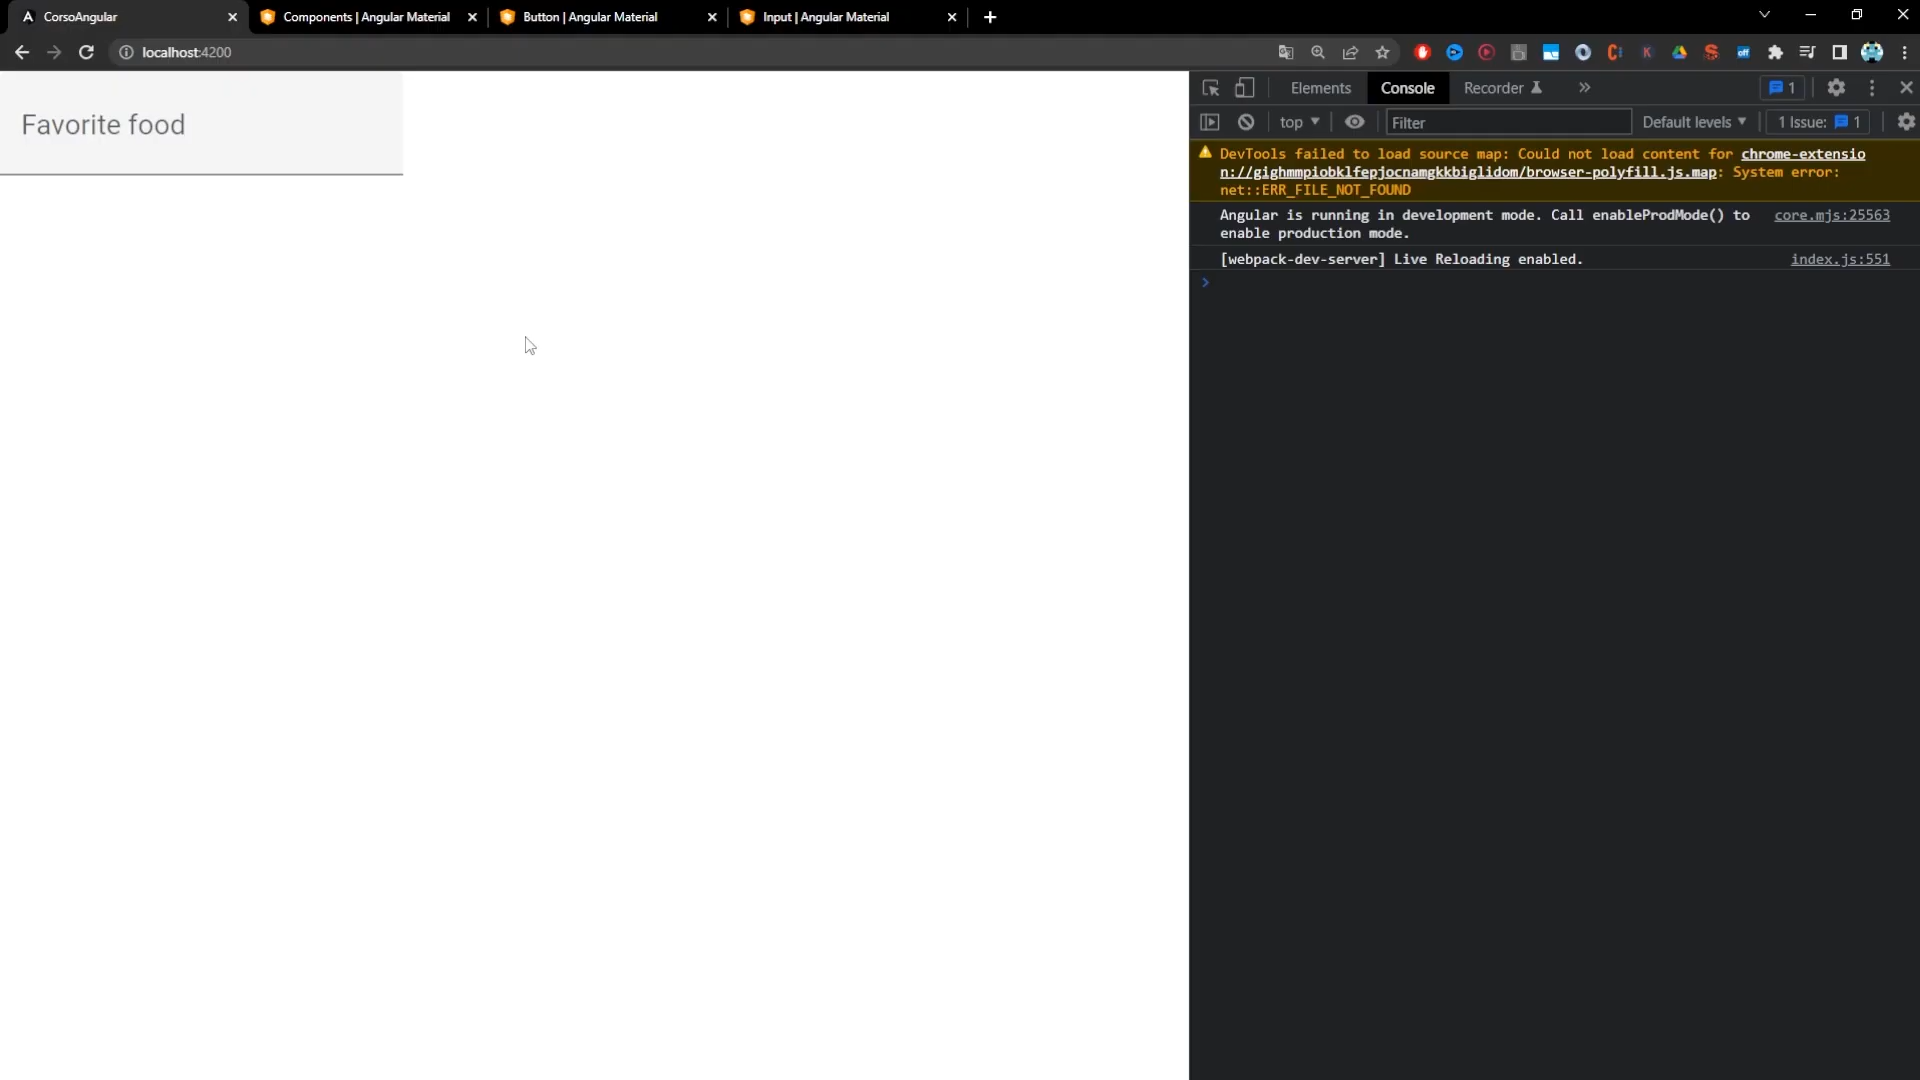 CorsoAngular
Components | Angular Material
Button | Angular Material
Input | Angular Material
localhost:4200
Favorite food
Elements
Console
Recorder
1
top
Filter
Default levels
1 Issue:
1
DevTools failed to load source map: Could not load content for chrome-extensio
n://gighmmpiobklfepjocnamgkkbiglidom/browser-polyfill.js.map: System error:
net::ERR_FILE_NOT_FOUND
Angular is running in development mode. Call enableProdMode() to
enable production mode.
core.mjs:25563
[webpack-dev-server] Live Reloading enabled.
index.js:551